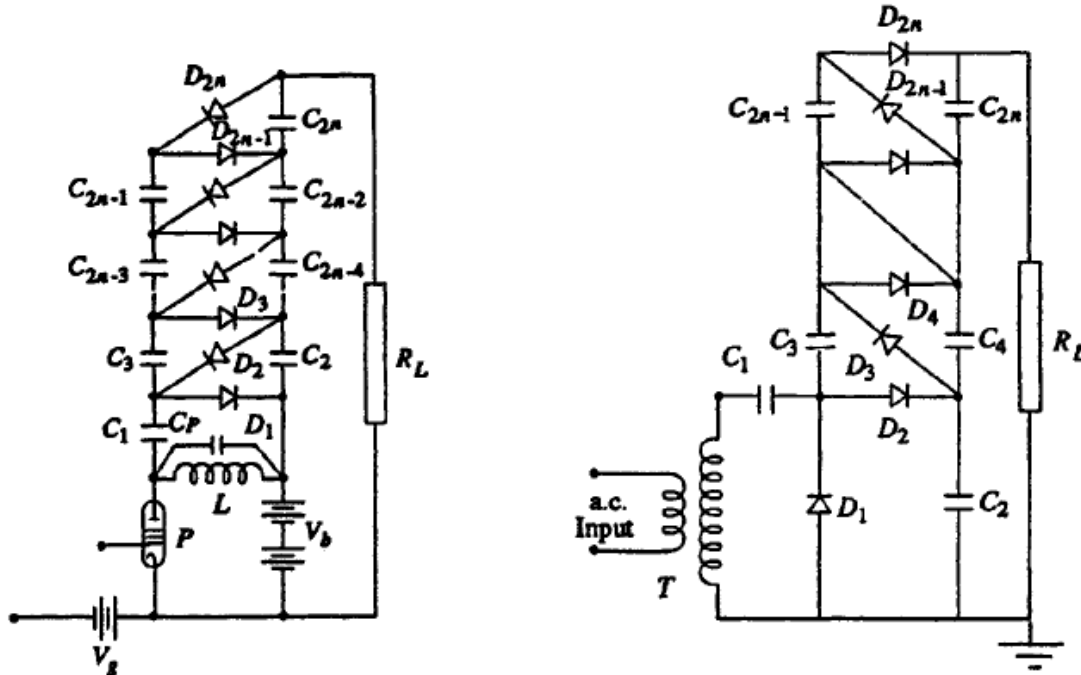 D2n
C2n
D2n-1
C2n-1
C2n-2
C2n-3
C2n-4
D3
C3
D2
C2
RL
C1
CP
D1
L
P
Vb
Vg
D2n
C2n-1
D2n-1
C2n
D4
C1
C3
C4
RL
D3
D2
a.c.
Input
D1
C2
T